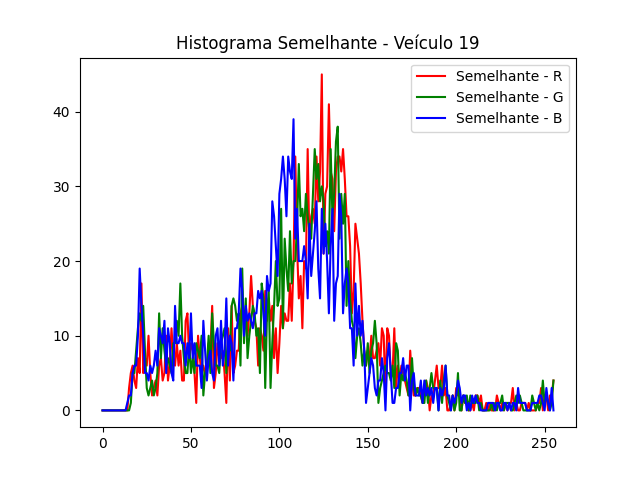 Histograma Semelhante - Veículo 19
Semelhante - R
Semelhante - G
Semelhante - B
40
30
20
10
0
0 50 100 150 200 250